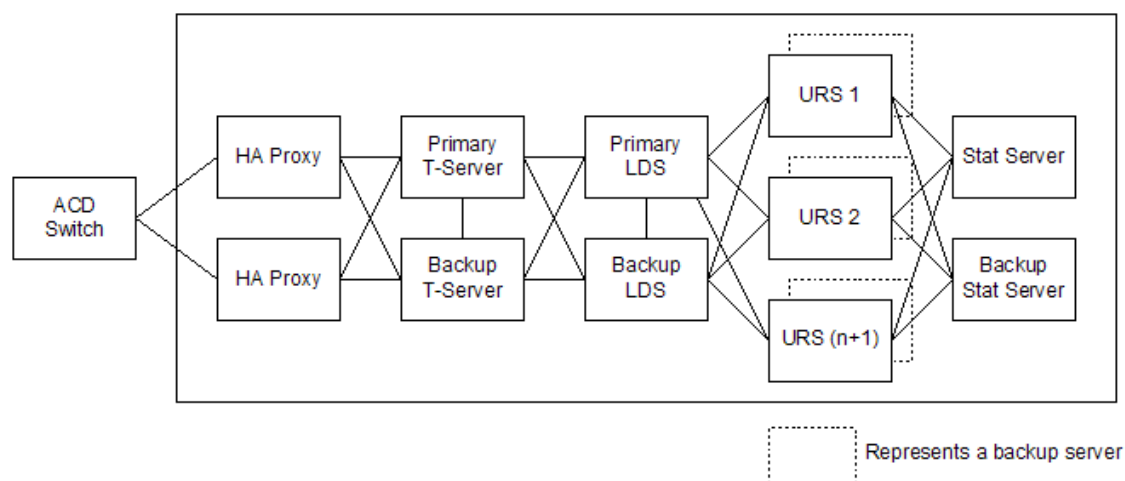 URS 1
HA Proxy
Primary
T-Server
Primary
LDS
Stat Server
ACD
Switch
URS 2
HA Proxy
Backup
T-Server
Backup
LDS
Backup
Stat Server
URS (n+1)
Represents a backup server